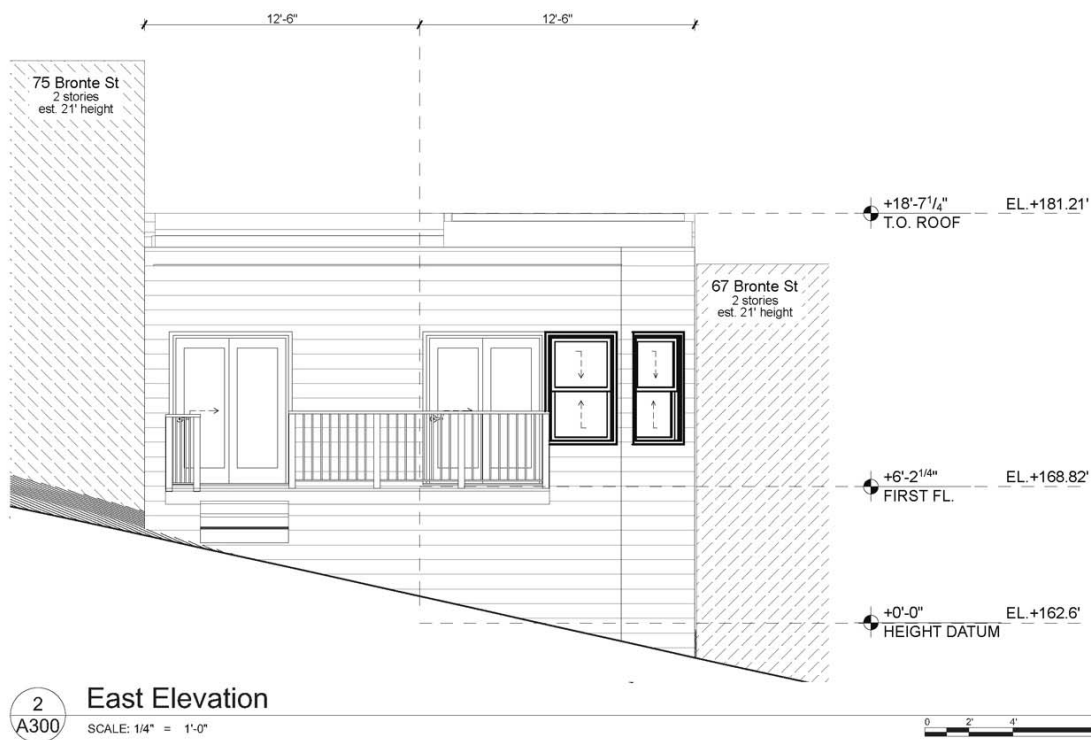 12'-6"
12'-6"
75 Bronte St
2 stories
est. 21' height
+18'-7 1/4"
EL.+181.21'
T.O. ROOF
67 Bronte St
2 stories
est. 21' height
+6'-2 1/4"
EL.+168.82'
FIRST FL.
+0'-0"
EL.+162.6'
HEIGHT DATUM
2
A300
East Elevation
SCALE: 1/4" = 1'-0"
0 2' 4'